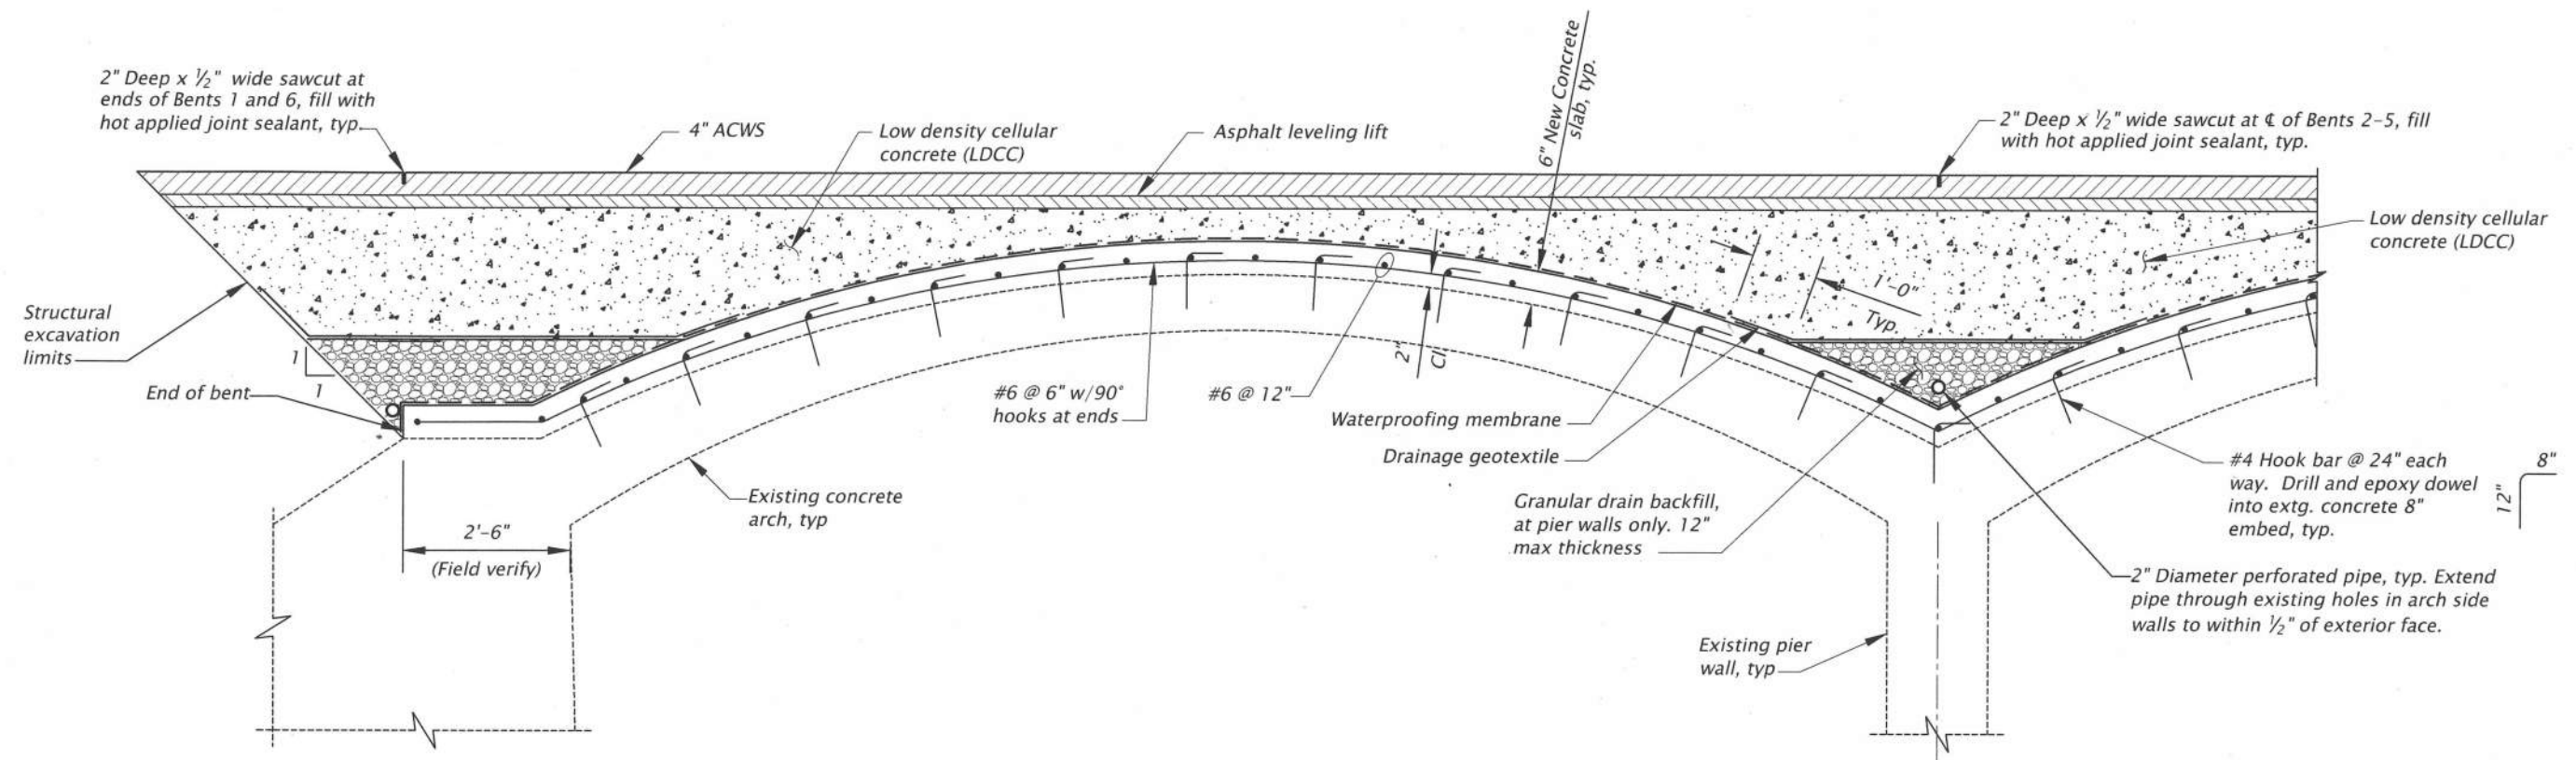 2" Deep x 1/2" wide sawcut at
ends of Bents 1 and 6, fill with
hot applied joint sealant, typ.
4" ACWS
Low density cellular
concrete (LDCC)
Asphalt leveling lift
6" New Concrete
slab, typ.
2" Deep x 1/2" wide sawcut at ℄ of Bents 2-5, fill
with hot applied joint sealant, typ.
Low density cellular
concrete (LDCC)
Structural
excavation
limits
1
1
End of bent
1'-0"
Typ.
2"
Cl
#6 @ 6" w/90°
hooks at ends
#6 @ 12"
Waterproofing membrane
Drainage geotextile
Existing concrete
arch, typ
Granular drain backfill,
at pier walls only. 12"
max thickness
#4 Hook bar @ 24" each
way. Drill and epoxy dowel
into extg. concrete 8"
embed, typ.
8"
12"
2'-6"
(Field verify)
2" Diameter perforated pipe, typ. Extend
pipe through existing holes in arch side
walls to within 1/2" of exterior face.
Existing pier
wall, typ